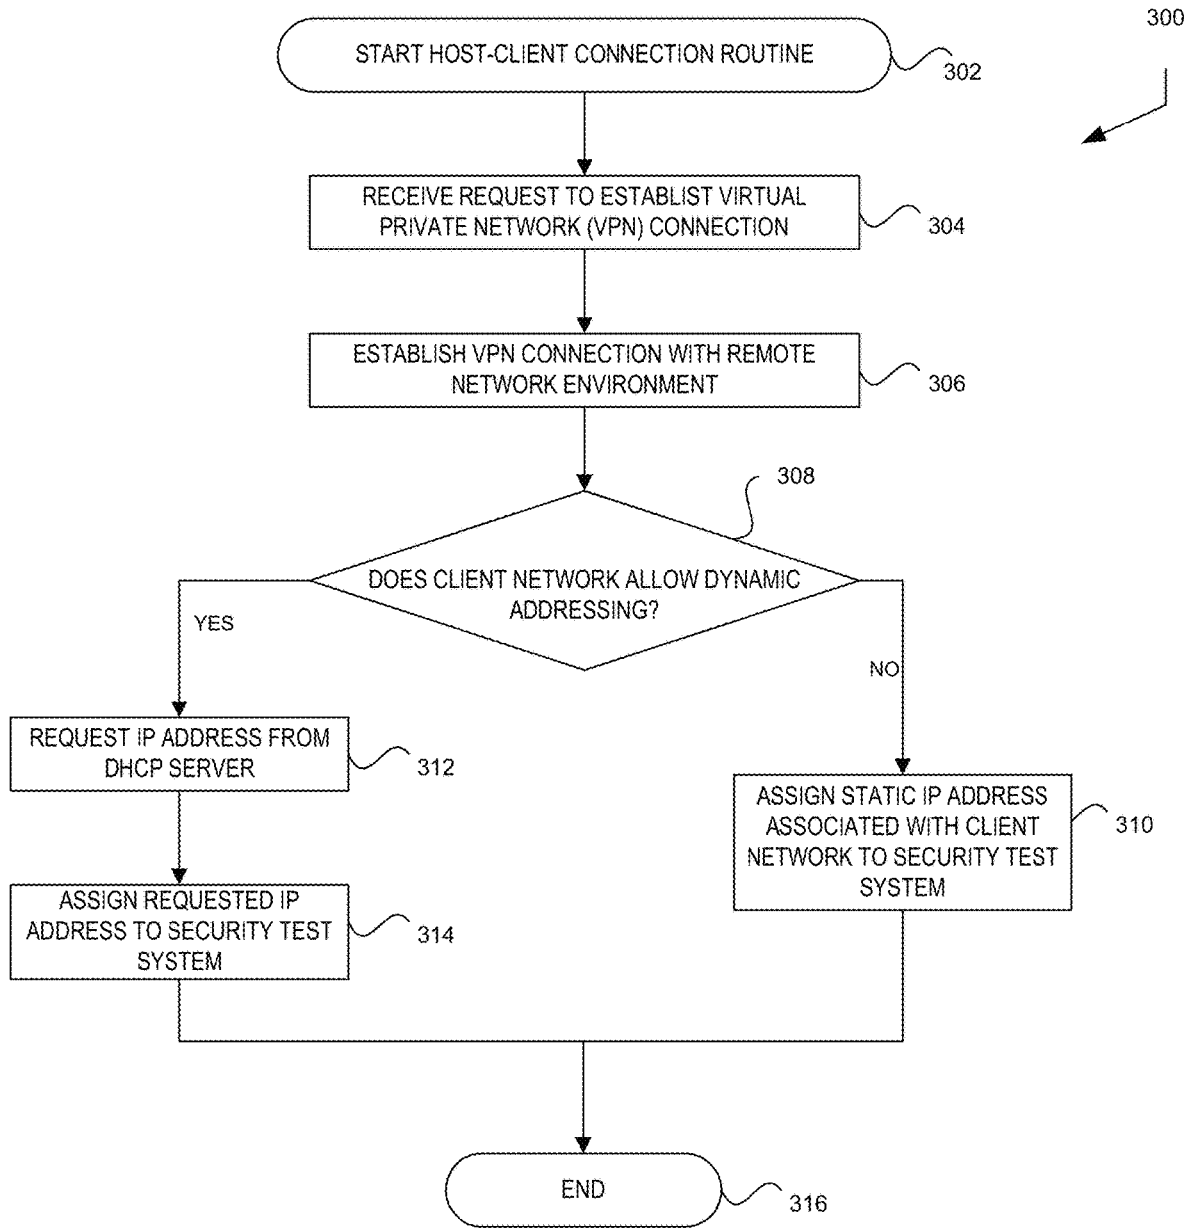 300
START HOST-CLIENT CONNECTION ROUTINE
302
RECEIVE REQUEST TO ESTABLIST VIRTUAL
PRIVATE NETWORK (VPN) CONNECTION
304
ESTABLISH VPN CONNECTION WITH REMOTE
NETWORK ENVIRONMENT
306
308
DOES CLIENT NETWORK ALLOW DYNAMIC
ADDRESSING?
YES
NO
REQUEST IP ADDRESS FROM
DHCP SERVER
312
ASSIGN STATIC IP ADDRESS
ASSOCIATED WITH CLIENT
NETWORK TO SECURITY TEST
SYSTEM
310
ASSIGN REQUESTED IP
ADDRESS TO SECURITY TEST
SYSTEM
314
END
316